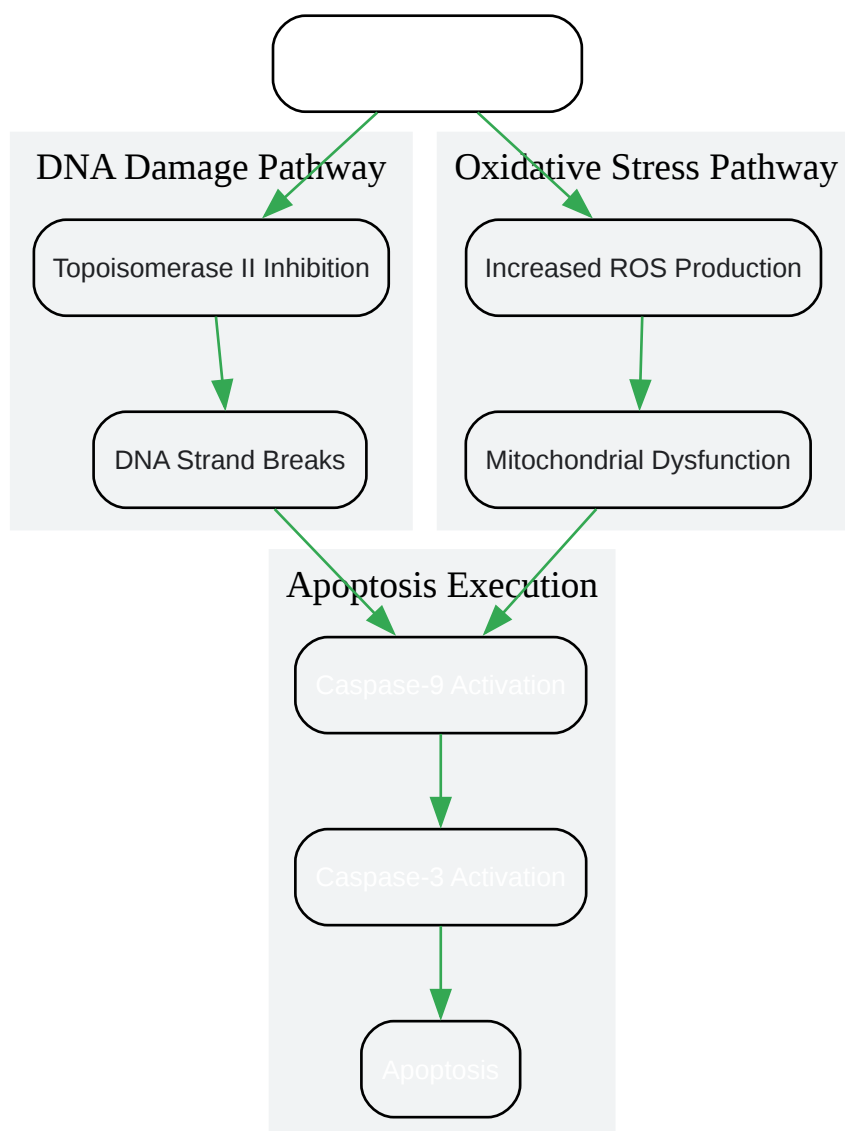 DNA Damage Pathway
Oxidative Stress Pathway
Topoisomerase II Inhibition
Increased ROS Production
DNA Strand Breaks
Mitochondrial Dysfunction
Apoptosis Execution
Caspase-9 Activation
Caspase-3 Activation
Apoptosis